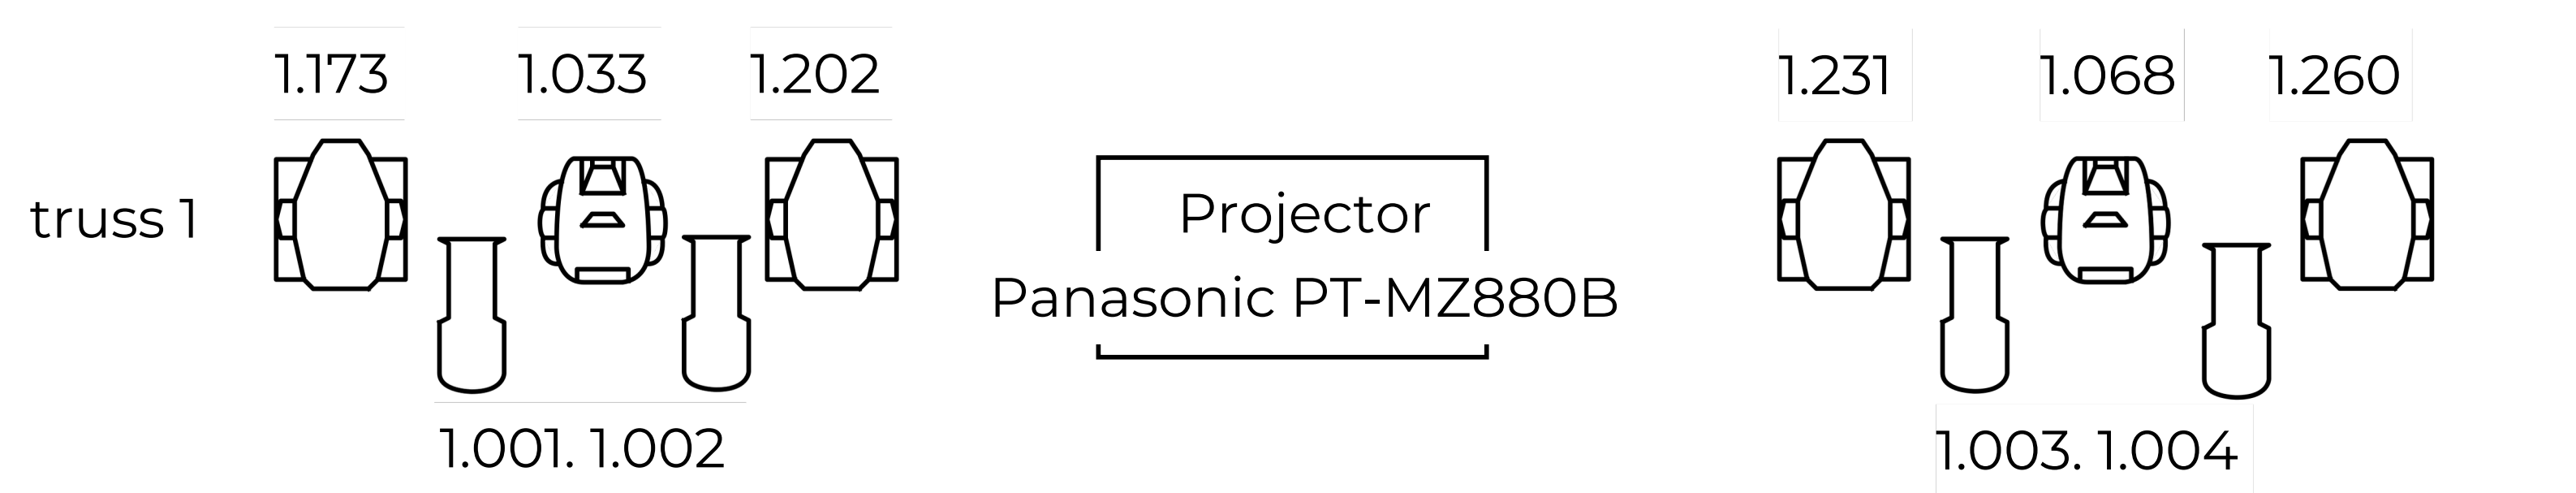 1.173 1.033 1.202 1.231 1.068 1.260
truss 1
Projector
Panasonic PT-MZ880B
1.001. 1.002 1.003. 1.004